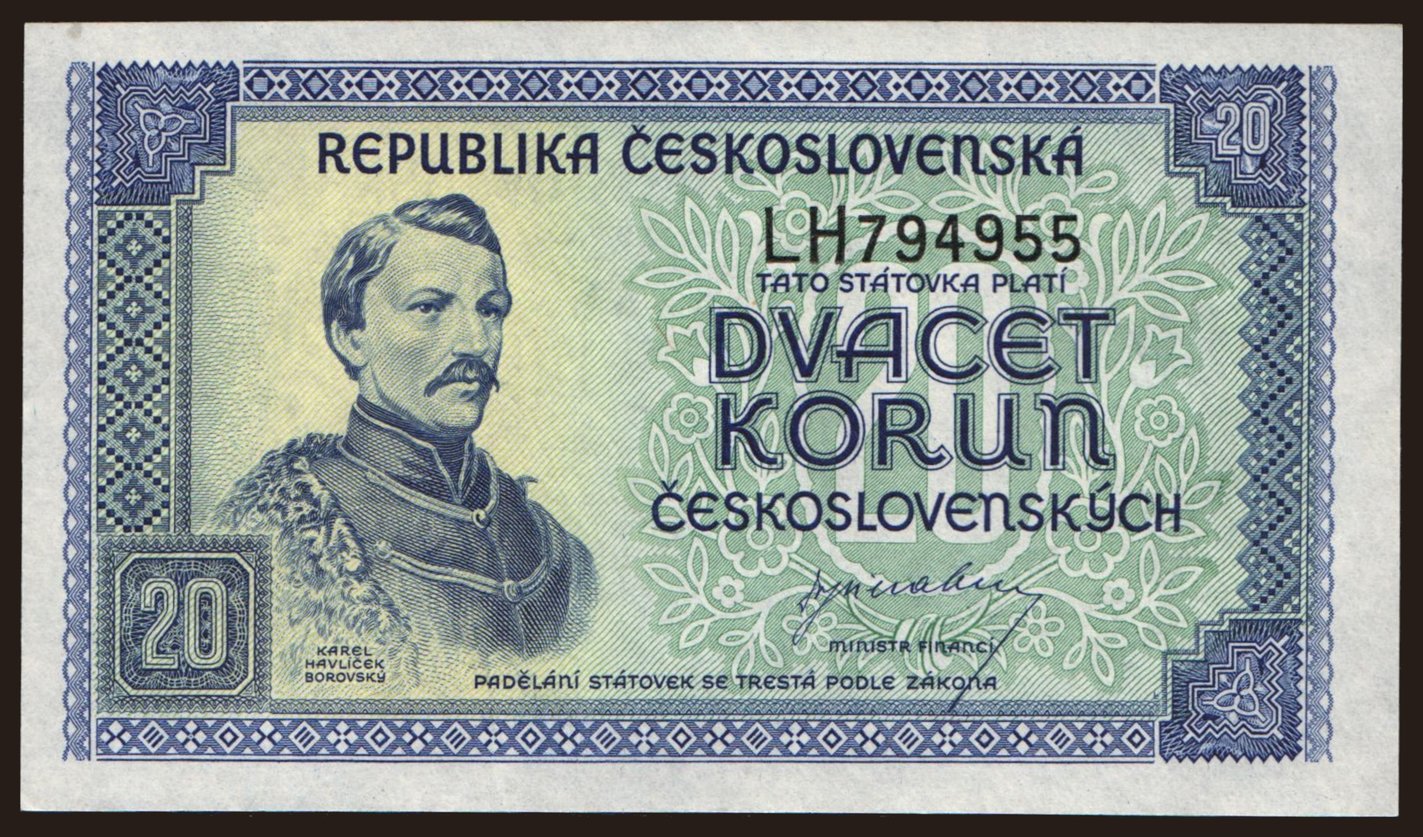 20
REPUBLIKA ČESKOSLOVENSKÁ
LH794955
TATO STÁTOVKA PLATÍ
DVACET
KORUN
ČESKOSLOVENSKÝCH
20
MINISTR FINANCÍ.
KAREL
HAVLÍČEK
BOROVSKÝ
PADĚLÁNÍ STÁTOVEK SE TRESTÁ PODLE ZÁKONA
20